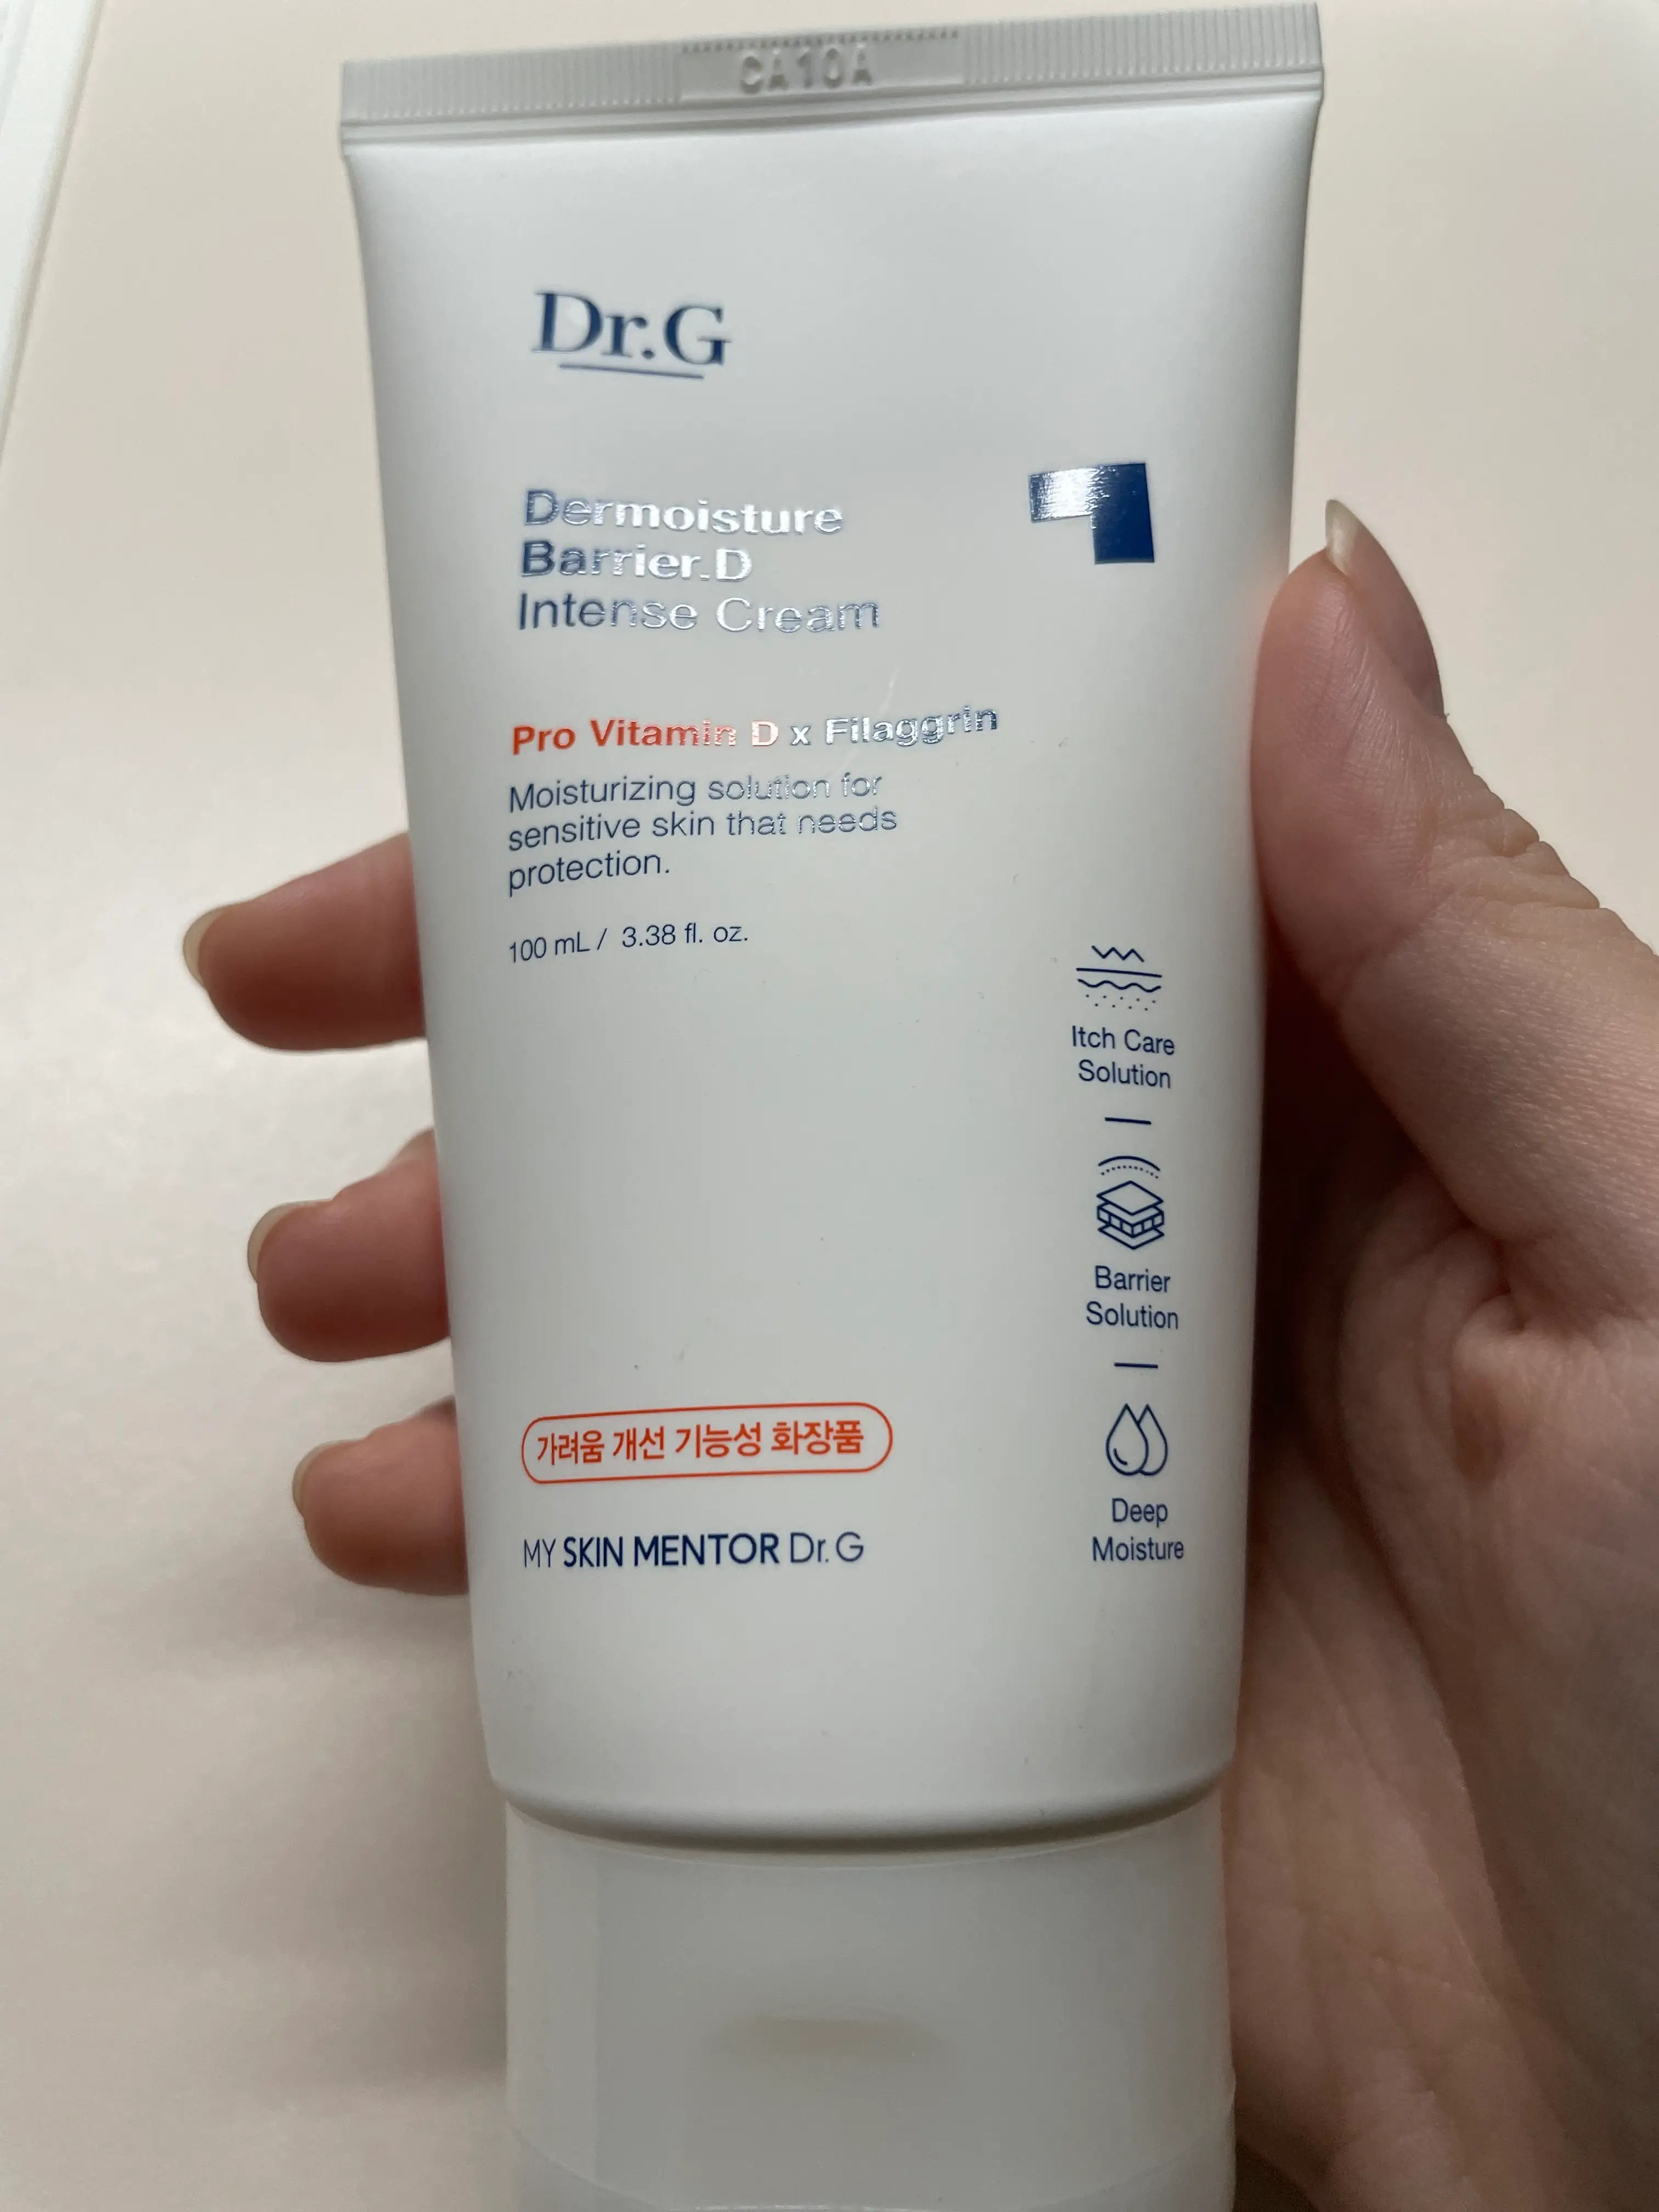 CA10A
Dr.G
Dermoisture
Barrier.D
Intense Cream
Pro Vitamin D x Filaggrin
Moisturizing solution for
sensitive skin that needs
protection.
100 mL / 3.38 fl. oz.
Itch Care
Solution
Barrier
Solution
Deep
Moisture
가려움 개선 기능성 화장품
MY SKIN MENTOR Dr.G